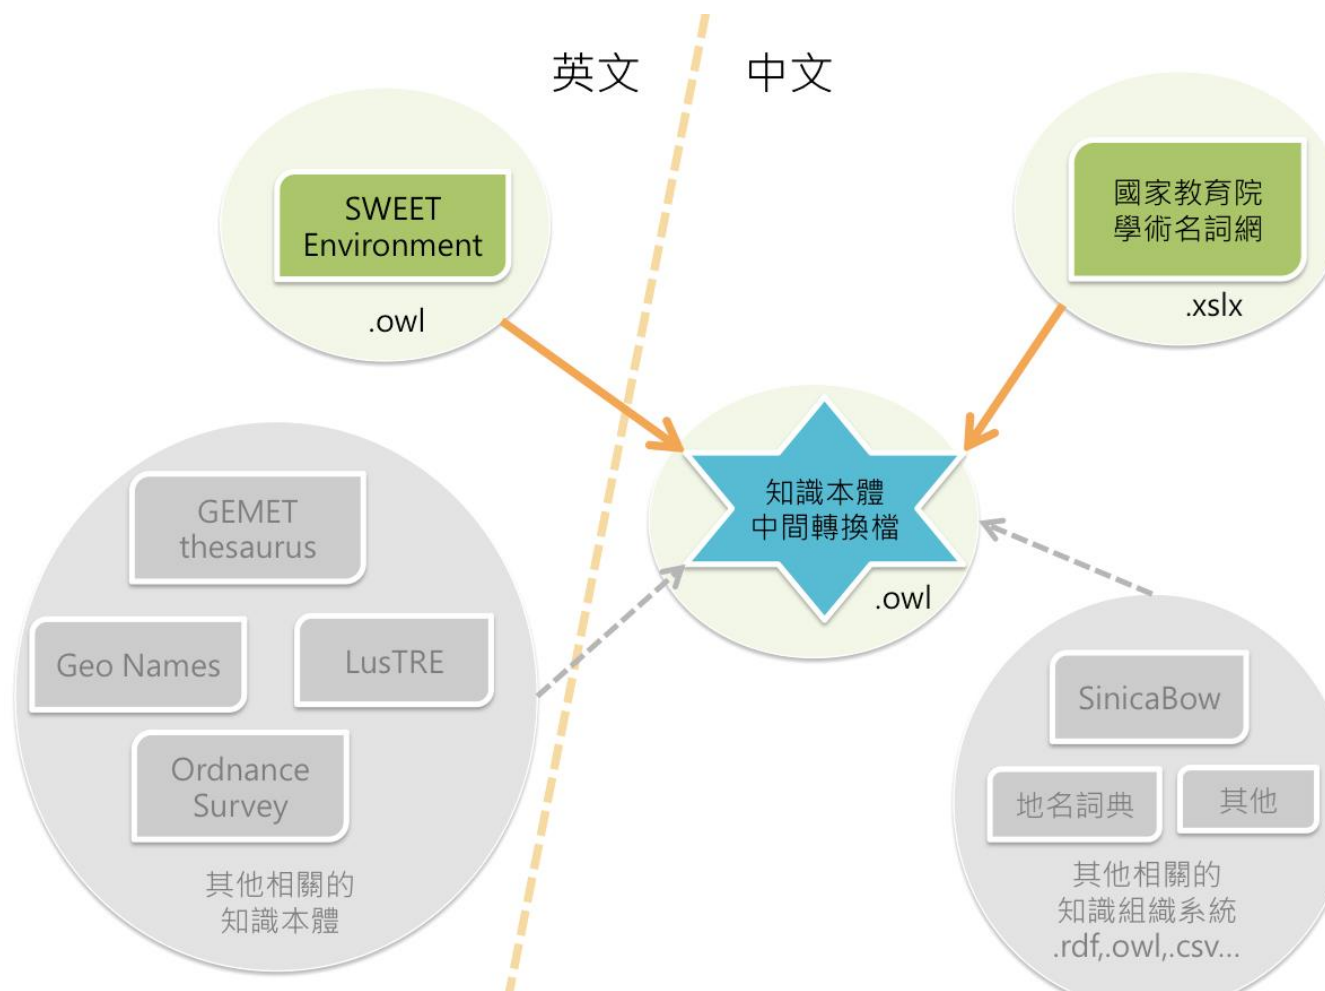 英文
中文
SWEET
Environment
.owl
國家教育院
學術名詞網
.xslx
知識本體
中間轉換檔
.owl
GEMET
thesaurus
Geo Names
LusTRE
Ordnance
Survey
其他相關的
知識本體
SinicaBow
地名詞典
其他
其他相關的
知識組織系統
.rdf,.owl,.csv...